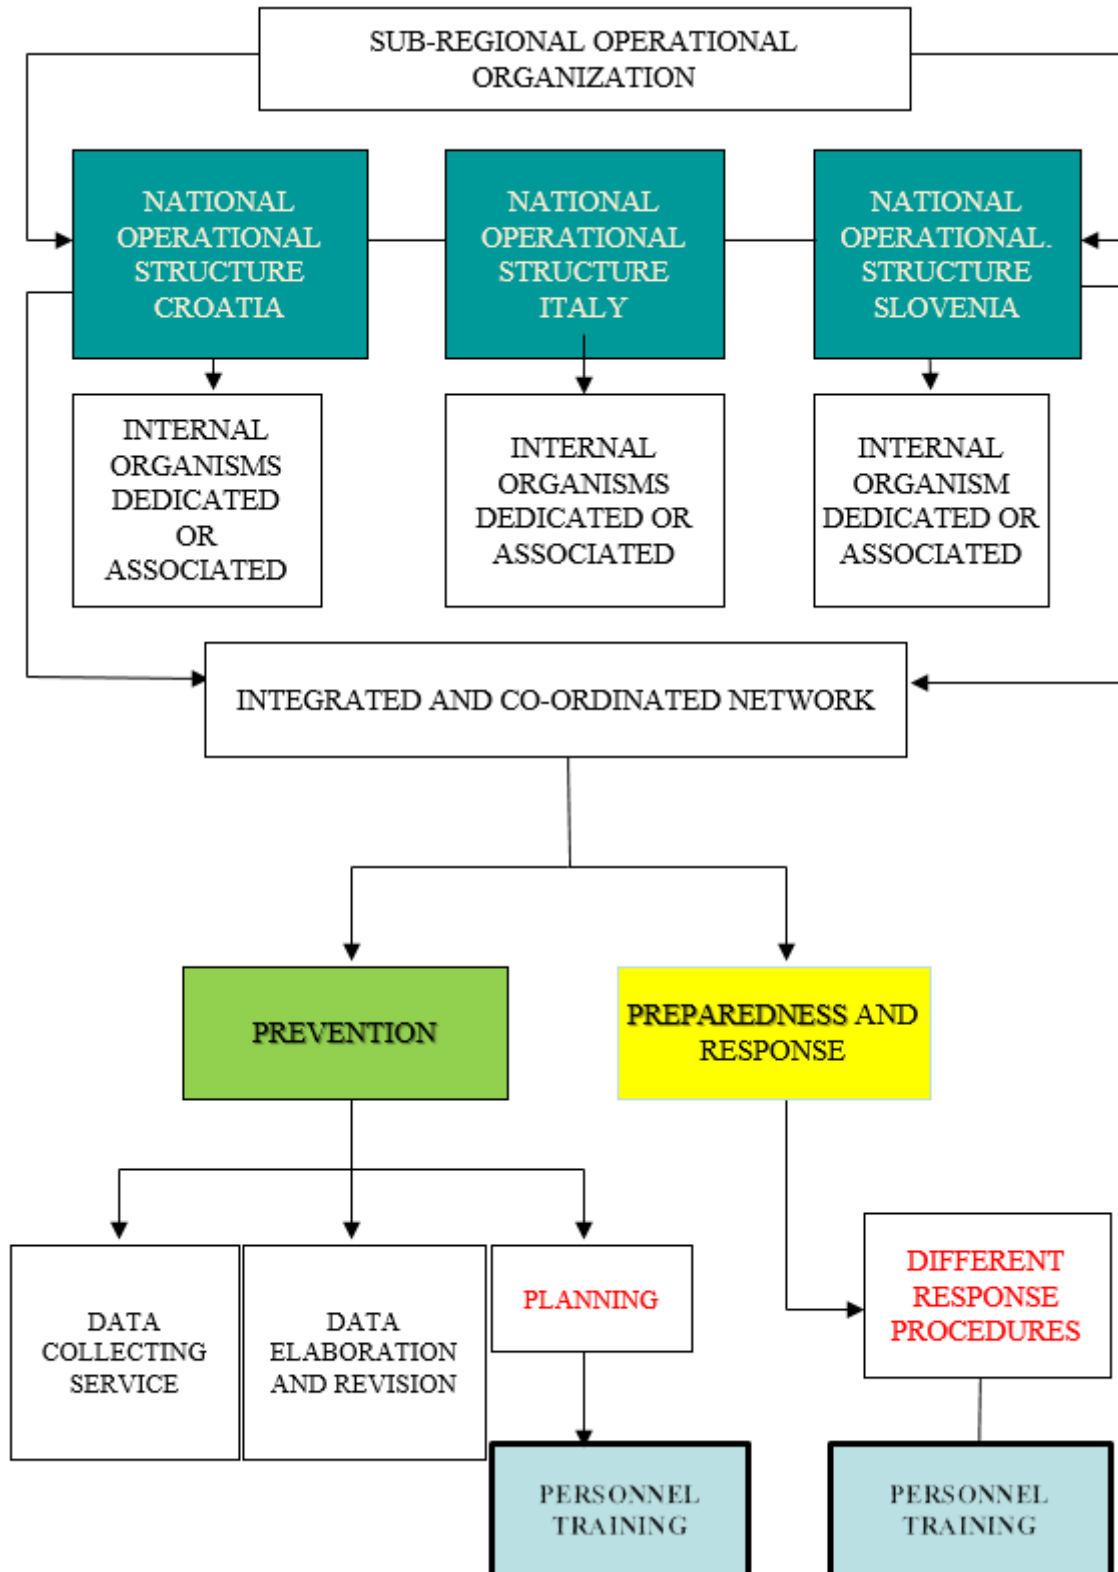 SUB-REGIONAL OPERATIONAL
ORGANIZATION
NATIONAL
OPERATIONAL
STRUCTURE
CROATIA
NATIONAL
OPERATIONAL
STRUCTURE
ITALY
NATIONAL
OPERATIONAL.
STRUCTURE
SLOVENIA
INTERNAL
ORGANISMS
DEDICATED
OR
ASSOCIATED
INTERNAL
ORGANISMS
DEDICATED OR
ASSOCIATED
INTERNAL
ORGANISM
DEDICATED OR
ASSOCIATED
INTEGRATED AND CO-ORDINATED NETWORK
PREVENTION
PREPAREDNESS AND
RESPONSE
DATA
COLLECTING
SERVICE
DATA
ELABORATION
AND REVISION
PLANNING
DIFFERENT
RESPONSE
PROCEDURES
PERSONNEL
TRAINING
PERSONNEL
TRAINING